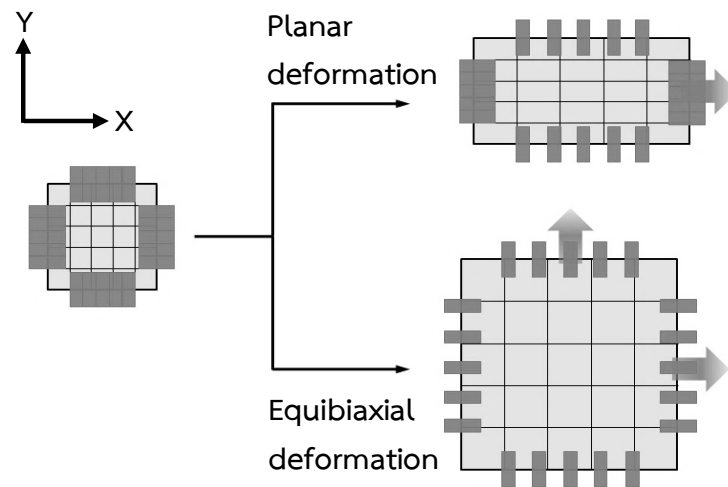 Y
X
Planar
deformation
Equibiaxial
deformation